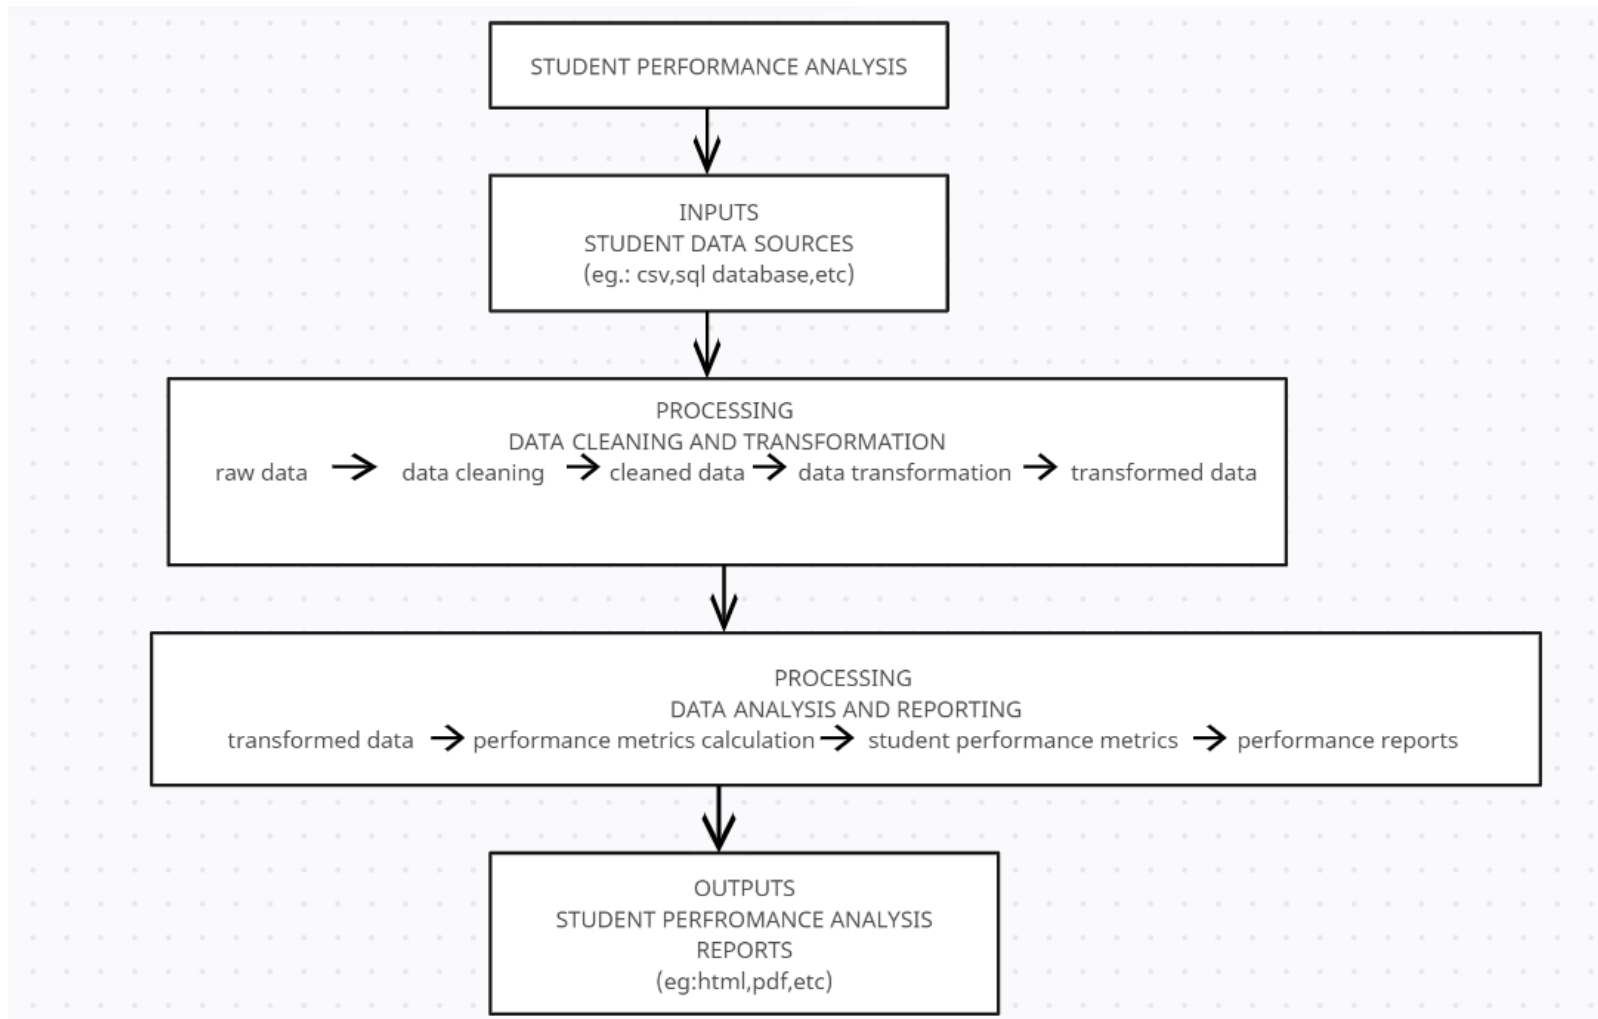 STUDENT PERFORMANCE ANALYSIS
INPUTS
STUDENT DATA SOURCES
(eg.: csv,sql database,etc)
PROCESSING
DATA CLEANING AND TRANSFORMATION
raw data data cleaning cleaned data data transformation transformed data
PROCESSING
DATA ANALYSIS AND REPORTING
transformed data performance metrics calculation student performance metrics performance reports
OUTPUTS
STUDENT PERFROMANCE ANALYSIS
REPORTS
(eg:html,pdf,etc)